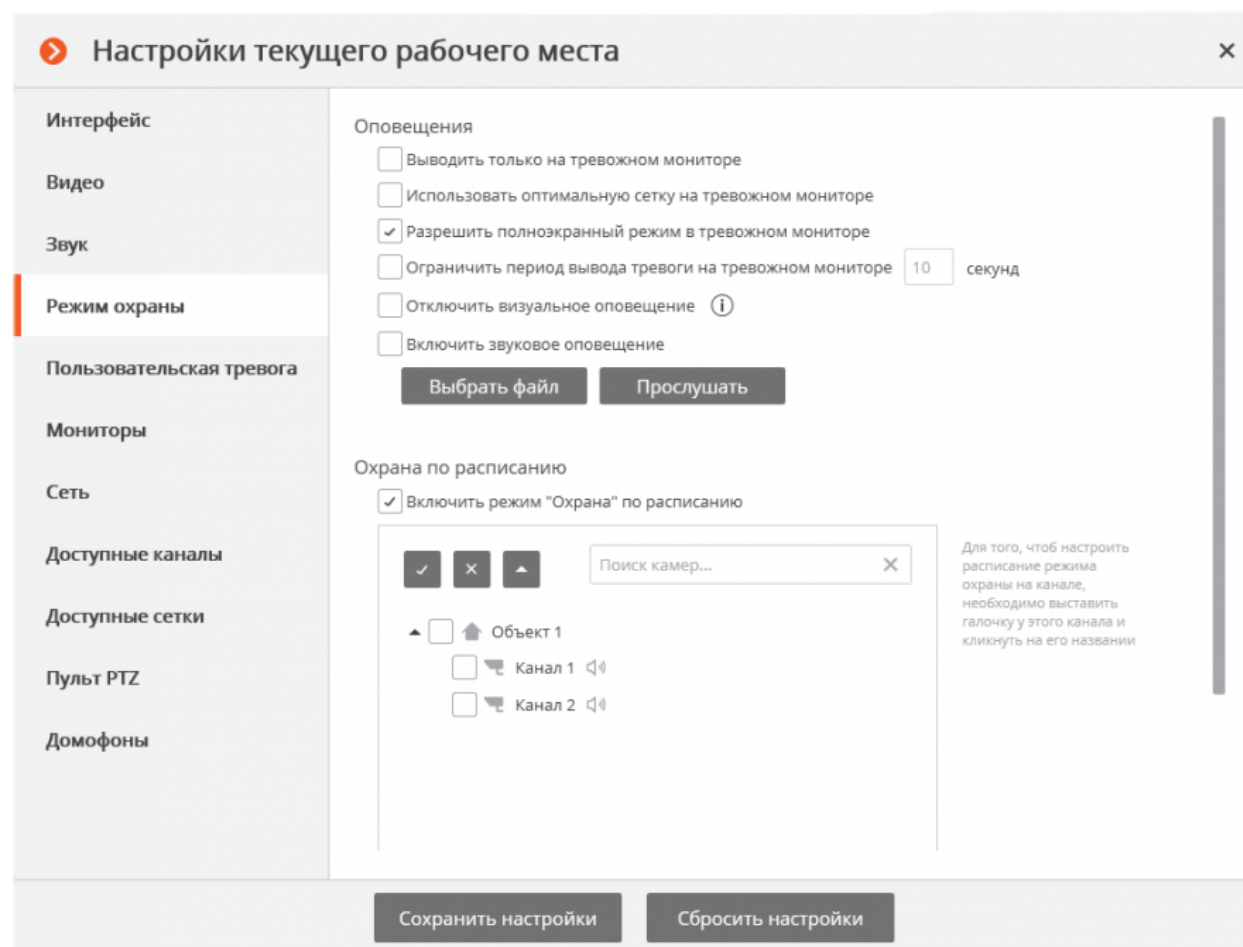 Настройки текущего рабочего места
Интерфейс
Видео
Звук
Режим охраны
Пользовательская тревога
Мониторы
Сеть
Доступные каналы
Доступные сетки
Пульт PTZ
Домофоны
Оповещения
Выводить только на тревожном мониторе
Использовать оптимальную сетку на тревожном мониторе
Разрешить полноэкранный режим в тревожном мониторе
Ограничить период вывода тревоги на тревожном мониторе 10 секунд
Отключить визуальное оповещение
Включить звуковое оповещение
Выбрать файл Прослушать
Охрана по расписанию
Включить режим "Охрана" по расписанию
Поиск камер...
Объект 1
Канал 1
Канал 2
Для того, чтоб настроить
расписание режима
охраны на канале,
необходимо выставить
галочку у этого канала и
кликнуть на его названии
Сохранить настройки Сбросить настройки